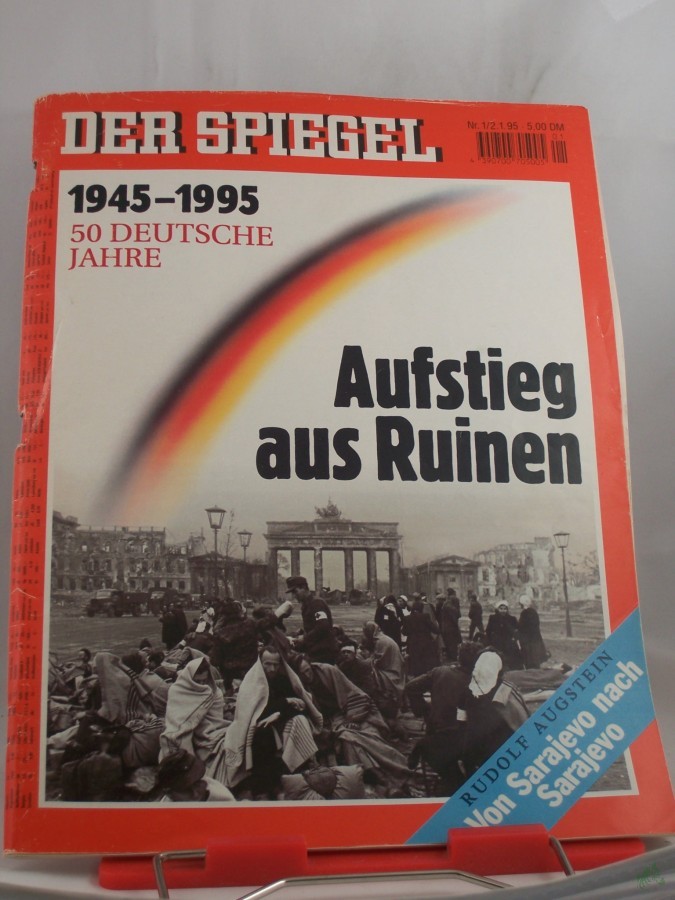 DER SPIEGEL
Nr. 1/2.1.95 · 5,00 DM
01
1945–1995
50 DEUTSCHE
JAHRE
Aufstieg
aus Ruinen
RUDOLF AUGSTEIN
Von Sarajevo nach
Sarajevo